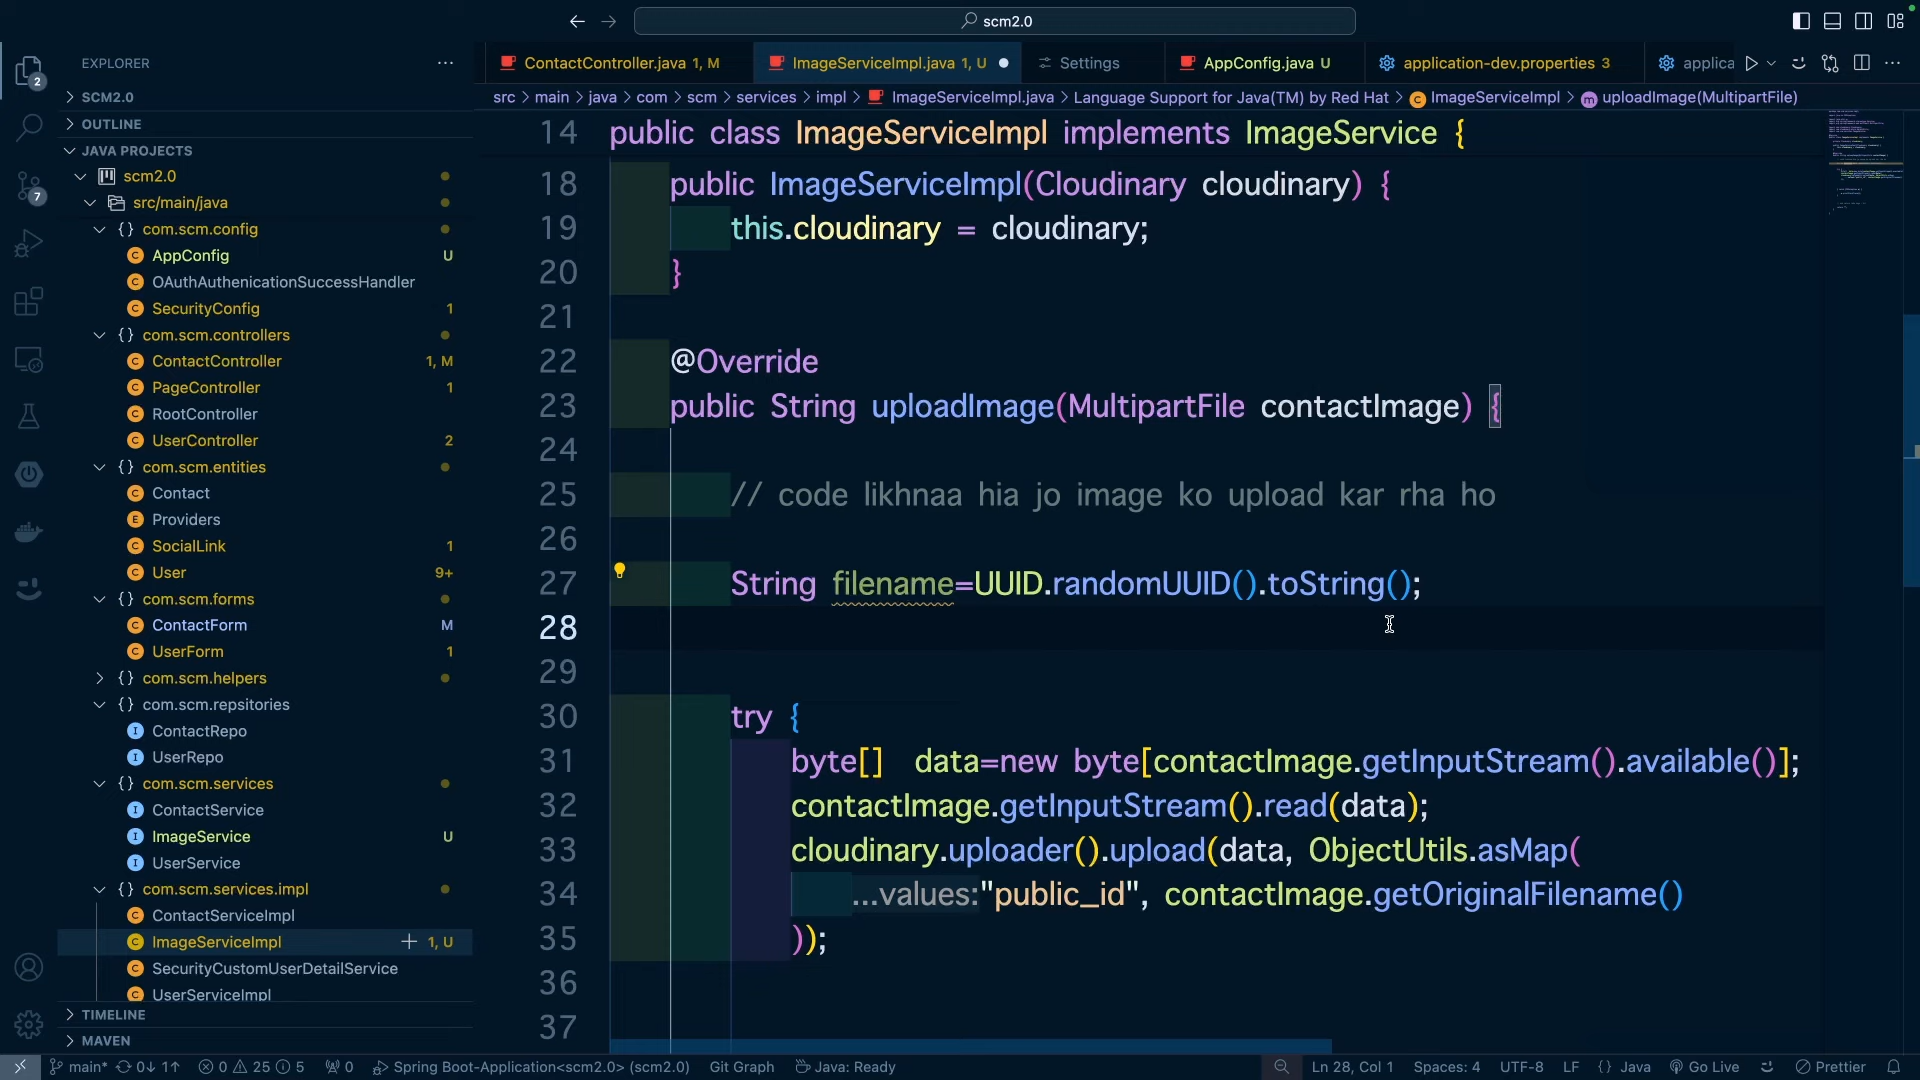 scm2.0
EXPLORER
ContactController.java 1, M
ImageServiceImpl.java 1, U
Settings
AppConfig.java U
application-dev.properties 3
applica
src > main > java > com > scm > services > impl > ImageServiceImpl.java > Language Support for Java(TM) by Red Hat > ImageServiceImpl > uploadImage(MultipartFile)
2
7
SCM2.0
OUTLINE
JAVA PROJECTS
scm2.0
src/main/java
{} com.scm.config
AppConfig U
OAuthAuthenicationSuccessHandler
SecurityConfig 1
{} com.scm.controllers
ContactController 1, M
PageController 1
RootController
UserController 2
{} com.scm.entities
Contact
Providers
SocialLink 1
User 9+
{} com.scm.forms
ContactForm M
UserForm 1
{} com.scm.helpers
{} com.scm.repsitories
ContactRepo
UserRepo
{} com.scm.services
ContactService
ImageService U
UserService
{} com.scm.services.impl
ContactServiceImpl
ImageServiceImpl 1, U
SecurityCustomUserDetailService
UserServiceImpl
TIMELINE
MAVEN
14 public class ImageServiceImpl implements ImageService {
18 public ImageServiceImpl(Cloudinary cloudinary) {
19 this.cloudinary = cloudinary;
20 }
21
22 @Override
23 public String uploadImage(MultipartFile contactImage) {
24
25 // code likhnaa hia jo image ko upload kar rha ho
26
27 String filename=UUID.randomUUID().toString();
28
29
30 try {
31 byte[] data=new byte[contactImage.getInputStream().available()];
32 contactImage.getInputStream().read(data);
33 cloudinary.uploader().upload(data, ObjectUtils.asMap(
34 ...values:"public_id", contactImage.getOriginalFilename()
35 ));
36
37
main* 0↓ 1↑ 0 25 5 0 Spring Boot-Application<scm2.0> (scm2.0) Git Graph Java: Ready Ln 28, Col 1 Spaces: 4 UTF-8 LF {} Java Go Live Prettier